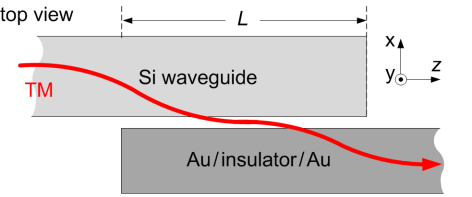 top view
L
x
y
z
Si waveguide
TM
Au/insulator/Au